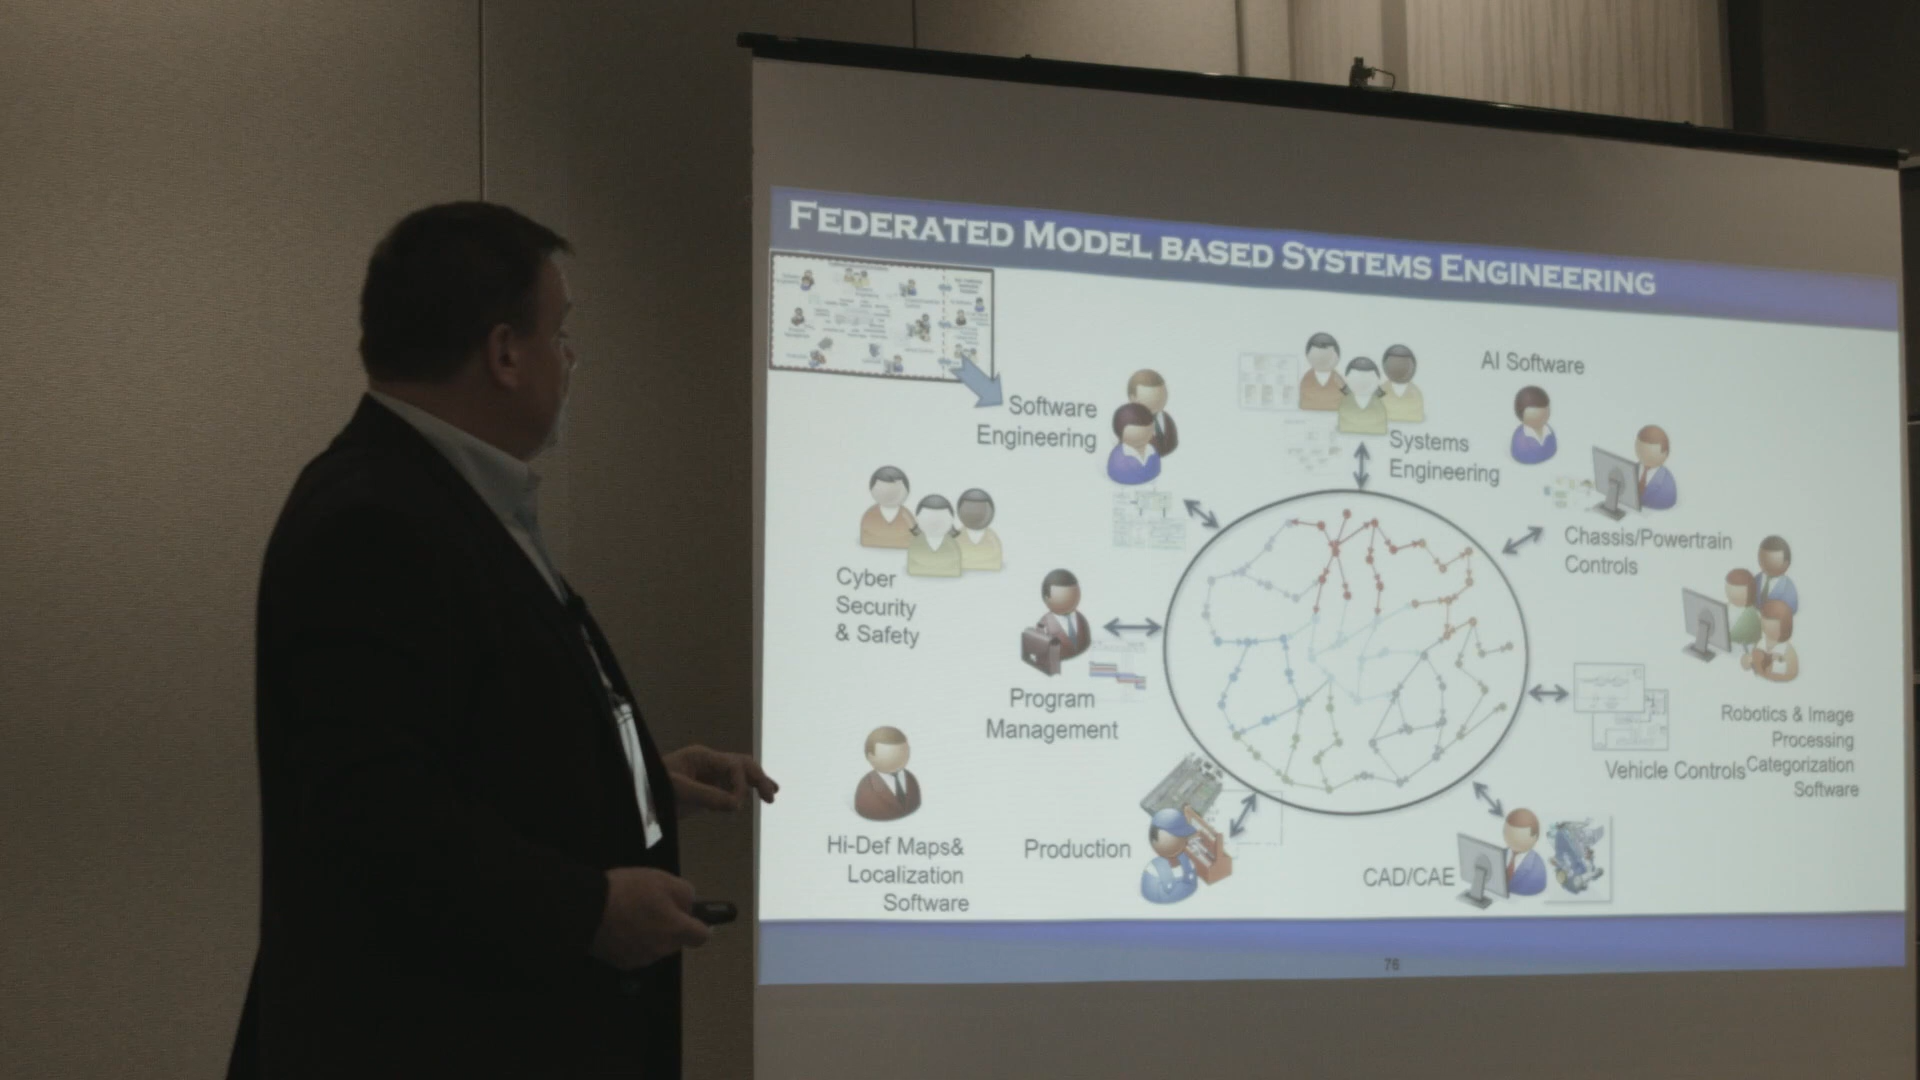 FEDERATED MODEL BASED SYSTEMS ENGINEERING
Software
Engineering
Systems
Engineering
AI Software
Chassis/Powertrain
Controls
Cyber
Security
& Safety
Program
Management
Robotics & Image
Processing
Categorization
Software
Vehicle Controls
Hi-Def Maps&
Localization
Software
Production
CAD/CAE
76